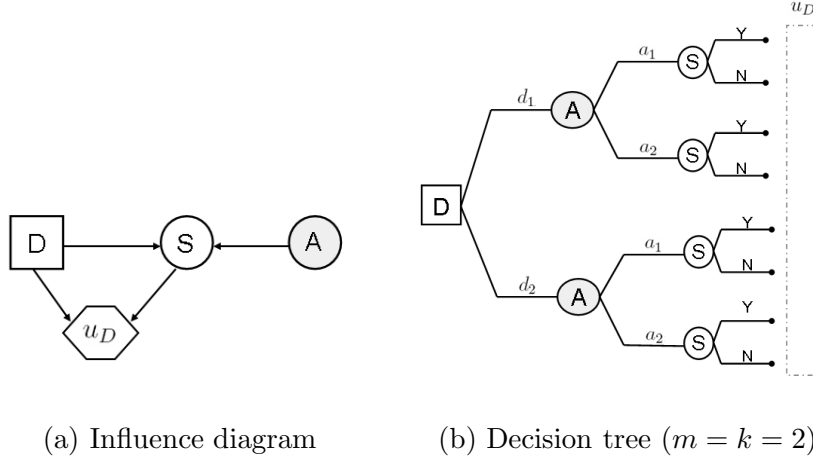 D
S
A
u_D
(a) Influence diagram
u_D
D
d_1
A
a_1
S
Y
N
a_2
S
Y
N
d_2
A
a_1
S
Y
N
a_2
S
Y
N
(b) Decision tree (m = k = 2)